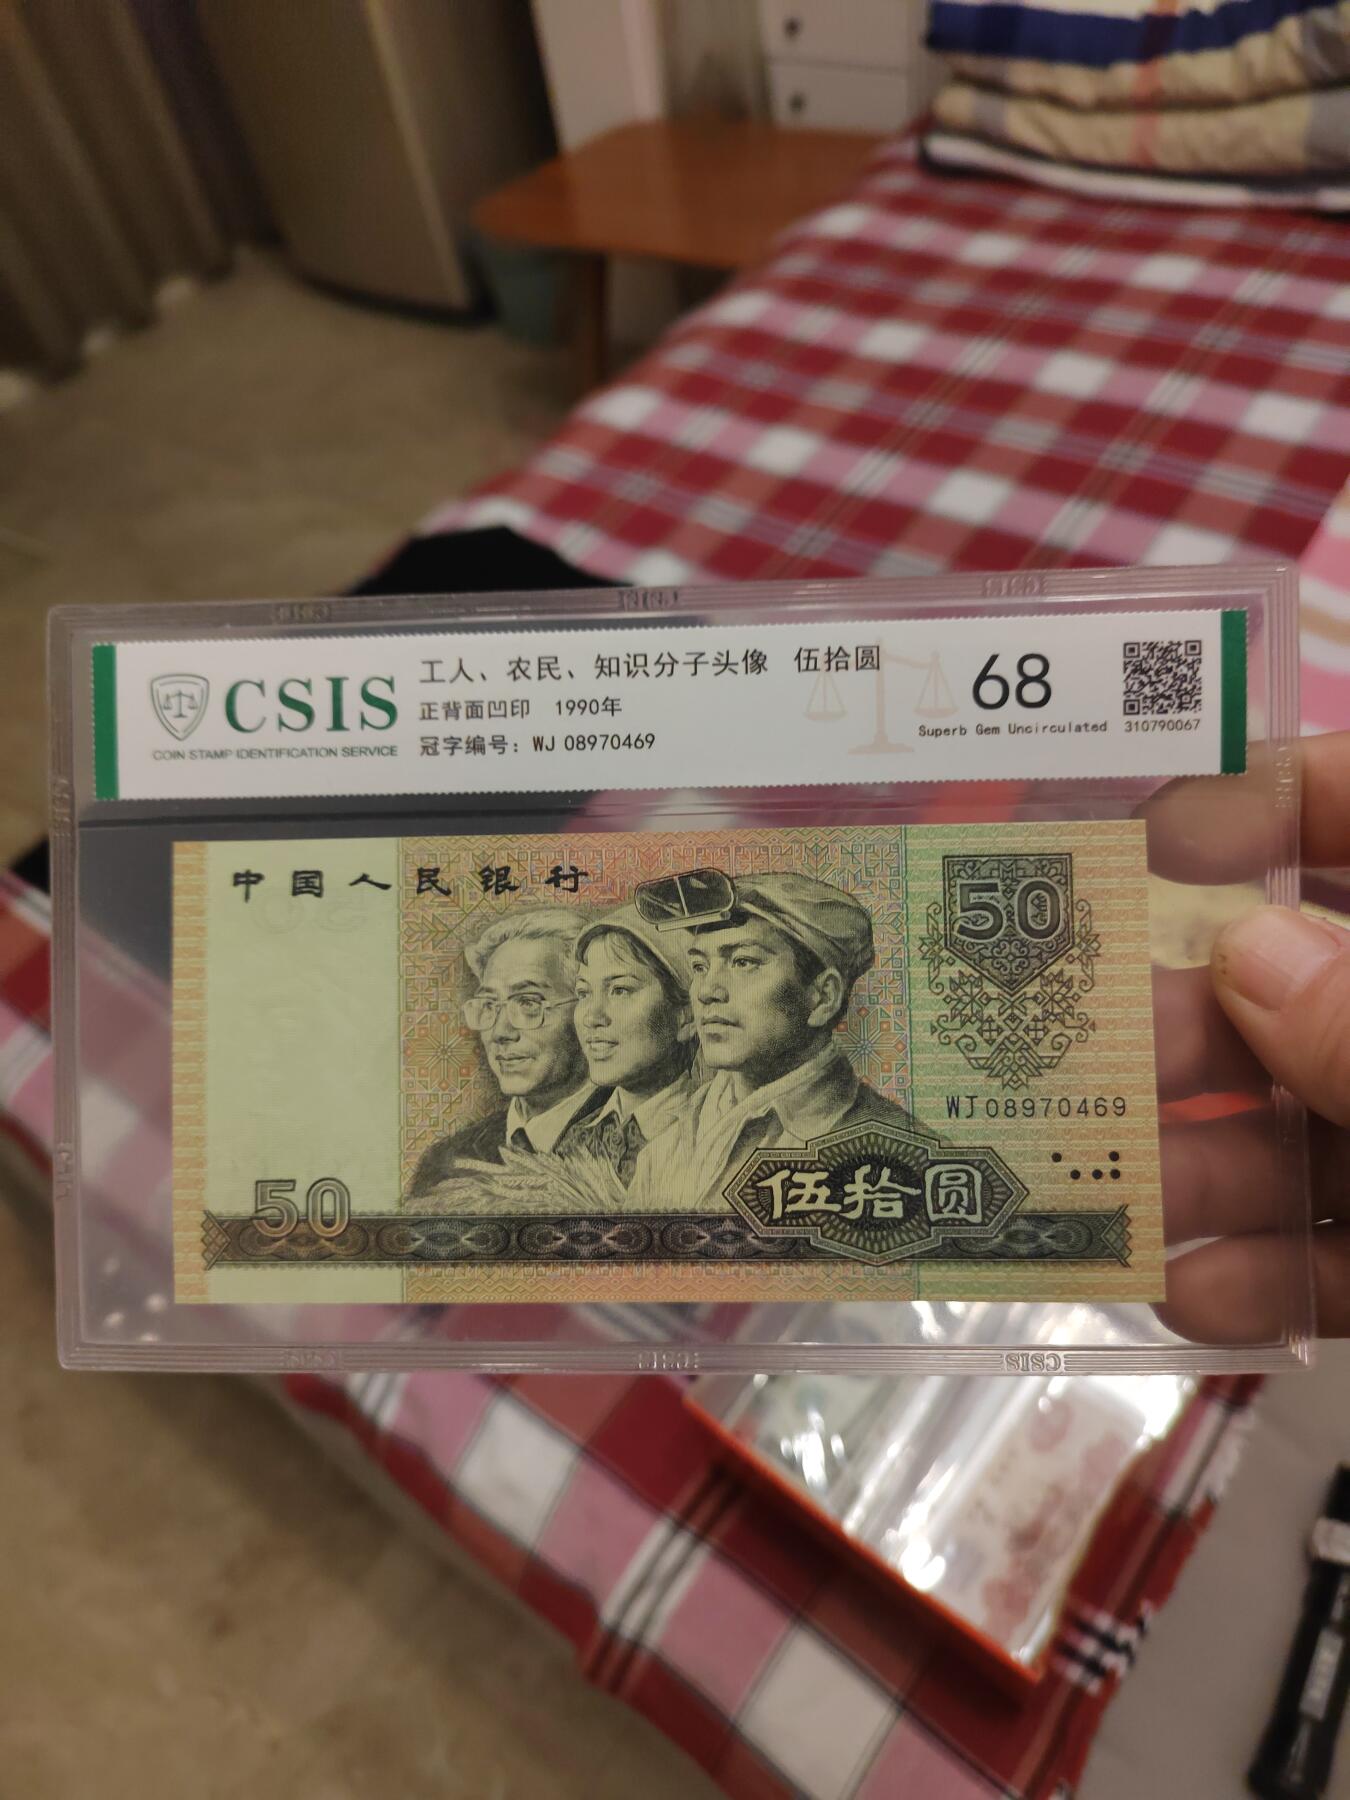 CSIS
COIN STAMP IDENTIFICATION SERVICE
工人、农民、知识分子头像 伍拾圆
正背面凹印 1990年
冠字编号：WJ 08970469
68
Superb Gem Uncirculated
310790067
中国人民银行
50
WJ08970469
50
伍拾圆
CSIS
CSIS